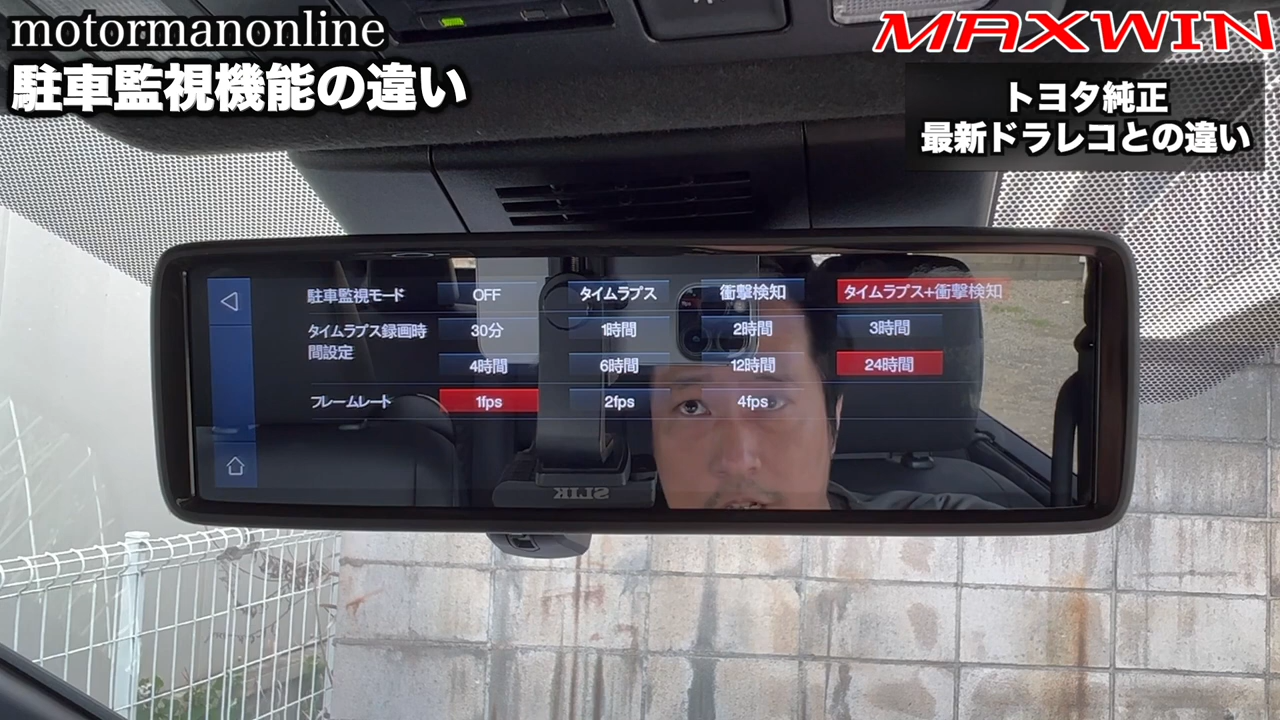 motormanonline
駐車監視機能の違い
MAXWIN
トヨタ純正
最新ドラレコとの違い
駐車監視モード OFF タイムラプス 衝撃検知 タイムラプス+衝撃検知
タイムラプス録画時間設定 30分 1時間 2時間 3時間
4時間 6時間 12時間 24時間
フレームレート 1fps 2fps 4fps
SLIK